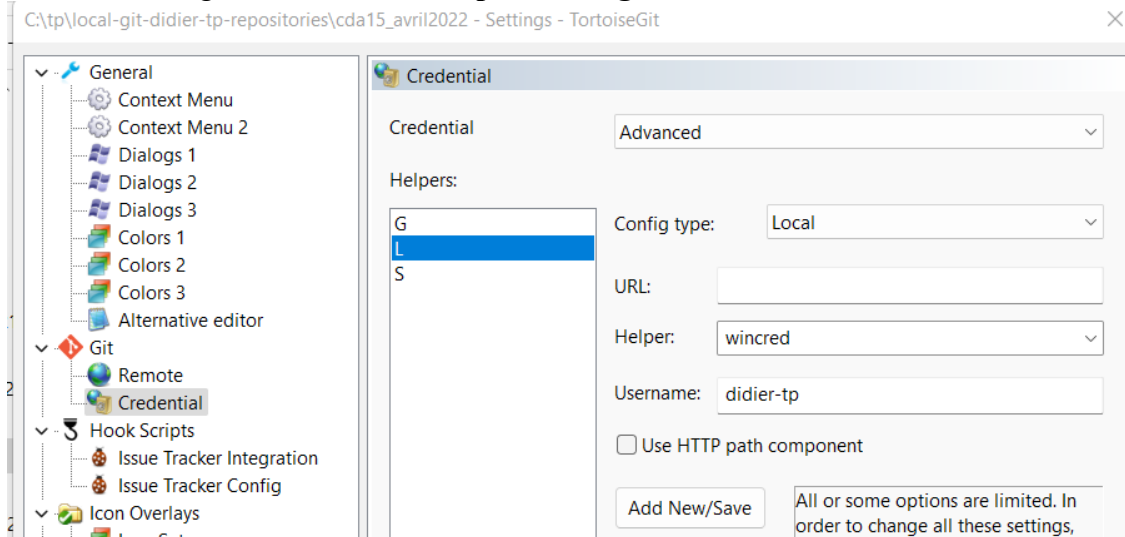 C:\tp\local-git-didier-tp-repositories\cda15_avril2022 - Settings - TortoiseGit
General
Context Menu
Context Menu 2
Dialogs 1
Dialogs 2
Dialogs 3
Colors 1
Colors 2
Colors 3
Alternative editor
Git
Remote
Credential
Hook Scripts
Issue Tracker Integration
Issue Tracker Config
Icon Overlays
Credential
Credential
Advanced
Helpers:
G
L
S
Config type:
Local
URL:
Helper:
wincred
Username:
didier-tp
Use HTTP path component
Add New/Save
All or some options are limited. In
order to change all these settings,